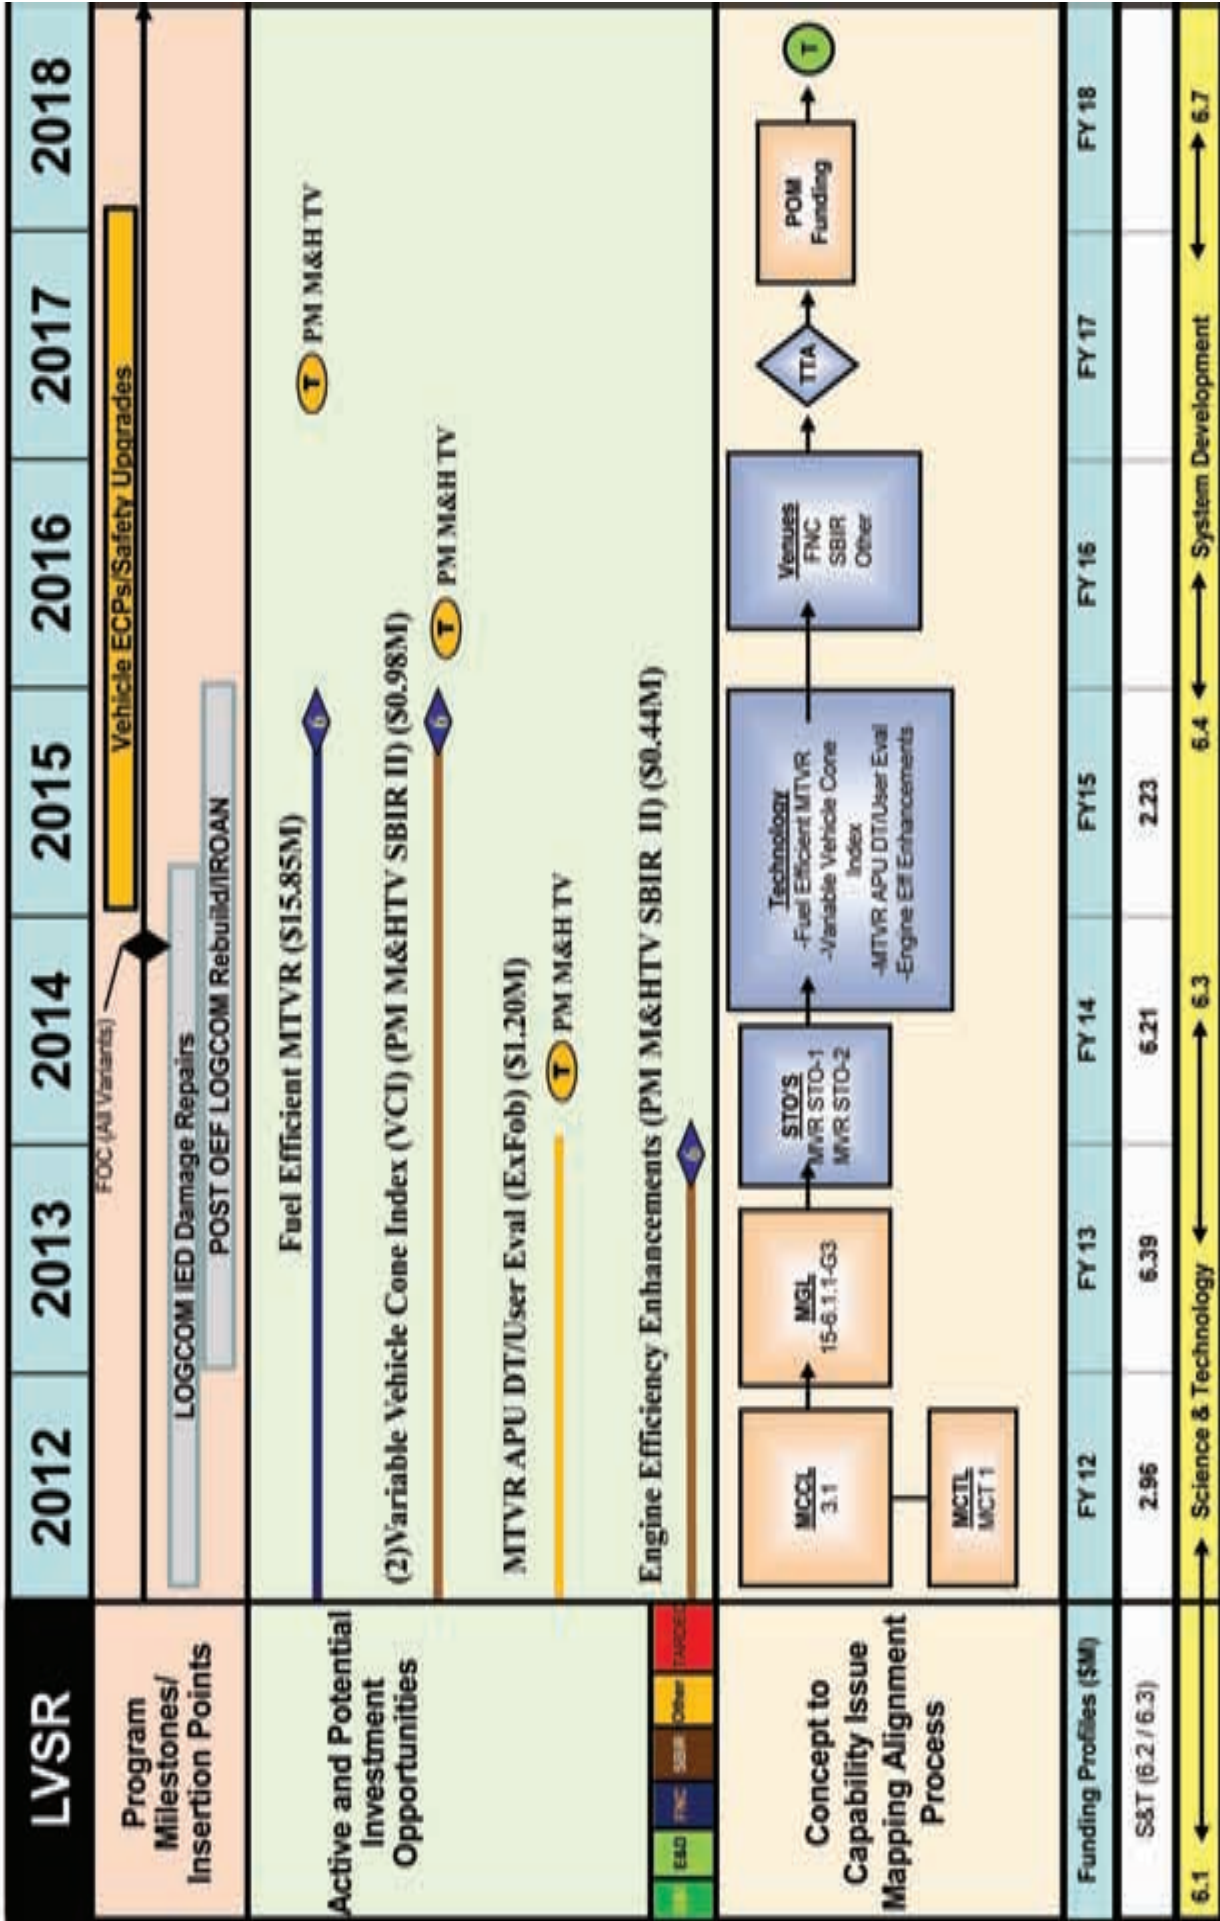 LVSR
2012
2013
2014
2015
2016
2017
2018
Program
Milestones/
Insertion Points
FOC (All Variants)
Vehicle ECPs/Safety Upgrades
LOGCOM IED Damage Repairs
POST OEF LOGCOM Rebuild/IROAN
Active and Potential
Investment
Opportunities
Fuel Efficient MTVR ($15.85M)
6
T PM M&H TV
(2)Variable Vehicle Cone Index (VCI) (PM M&HTV SBIR II) ($0.98M)
6
T PM M&H TV
MTVR APU DT/User Eval (ExFob) ($1.20M)
T PM M&H TV
Engine Efficiency Enhancements (PM M&HTV SBIR II) ($0.44M)
6
E&D
FNC
SBIR
Other
TARDEC
Concept to
Capability Issue
Mapping Alignment
Process
MCCL
3.1
MCTL
MCT 1
MGL
15-6.1.1-G3
STO'S
MVR STO-1
MVR STO-2
Technology
-Fuel Efficient MTVR
-Variable Vehicle Cone
Index
-MTVR APU DT/User Eval
-Engine Eff Enhancements
Venues
FNC
SBIR
Other
TTA
POM
Funding
T
Funding Profiles ($M)
FY 12
FY 13
FY 14
FY15
FY 16
FY 17
FY 18
S&T (6.2 / 6.3)
2.96
6.39
6.21
2.23
6.1
Science & Technology
6.3
6.4
System Development
6.7